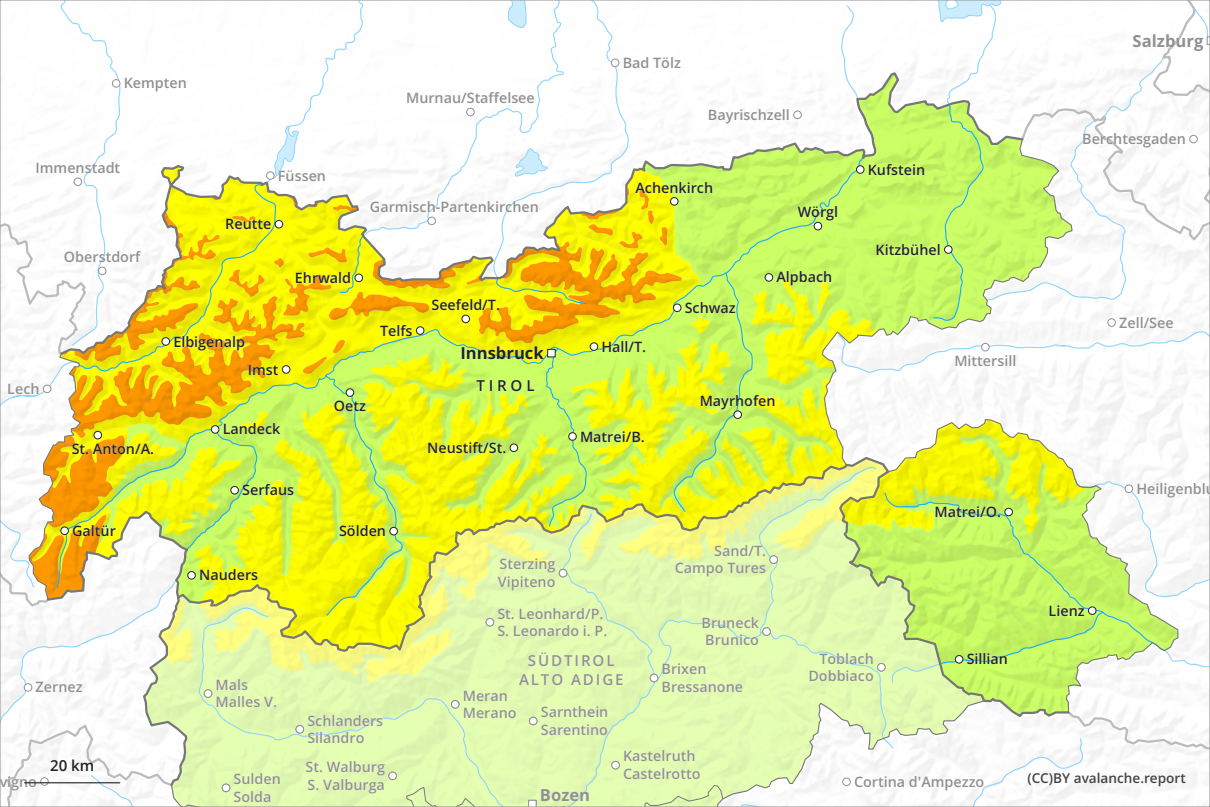 Salzburg
Bad Tölz
Kempten
Murnau/Staffelsee
Bayrischzell
Berchtesgaden
Immenstadt
Füssen
Kufstein
Achenkirch
Garmisch-Partenkirchen
Wörgl
Reutte
Kitzbühel
Oberstdorf
Ehrwald
Alpbach
Seefeld/T.
Schwaz
Telfs
Zell/See
Elbigenalp
Innsbruck
Hall/T.
Mittersill
Imst
TIROL
Lech
Oetz
Mayrhofen
Landeck
Matrei/B.
St. Anton/A.
Neustift/St.
Serfaus
Heiligenblu
Matrei/O.
Galtür
Sölden
Sand/T.
Campo Tures
Sterzing
Vipiteno
Nauders
Lienz
St. Leonhard/P.
S. Leonardo i. P.
Bruneck
Brunico
SÜDTIROL
ALTO ADIGE
Toblach
Dobbiaco
Sillian
Brixen
Bressanone
Zernez
Mals
Malles V.
Meran
Merano
Sarnthein
Sarentino
Schlanders
Silandro
Kastelruth
Castelrotto
20 km
St. Walburg
S. Valburga
vigno
Sulden
Solda
Cortina d'Ampezzo
(CC)BY avalanche.report
Bozen